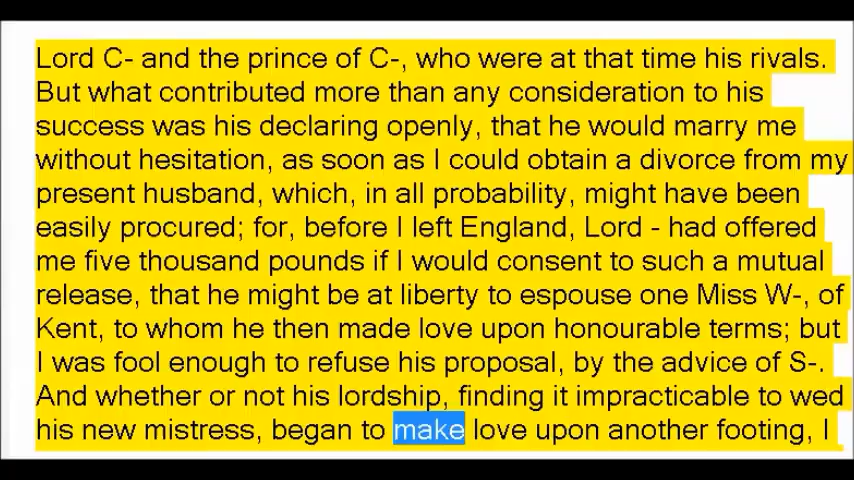 Lord C- and the prince of C-, who were at that time his rivals.
But what contributed more than any consideration to his
success was his declaring openly, that he would marry me
without hesitation, as soon as I could obtain a divorce from my
present husband, which, in all probability, might have been
easily procured; for, before I left England, Lord - had offered
me five thousand pounds if I would consent to such a mutual
release, that he might be at liberty to espouse one Miss W-, of
Kent, to whom he then made love upon honourable terms; but
I was fool enough to refuse his proposal, by the advice of S-.
And whether or not his lordship, finding it impracticable to wed
his new mistress, began to make love upon another footing, I